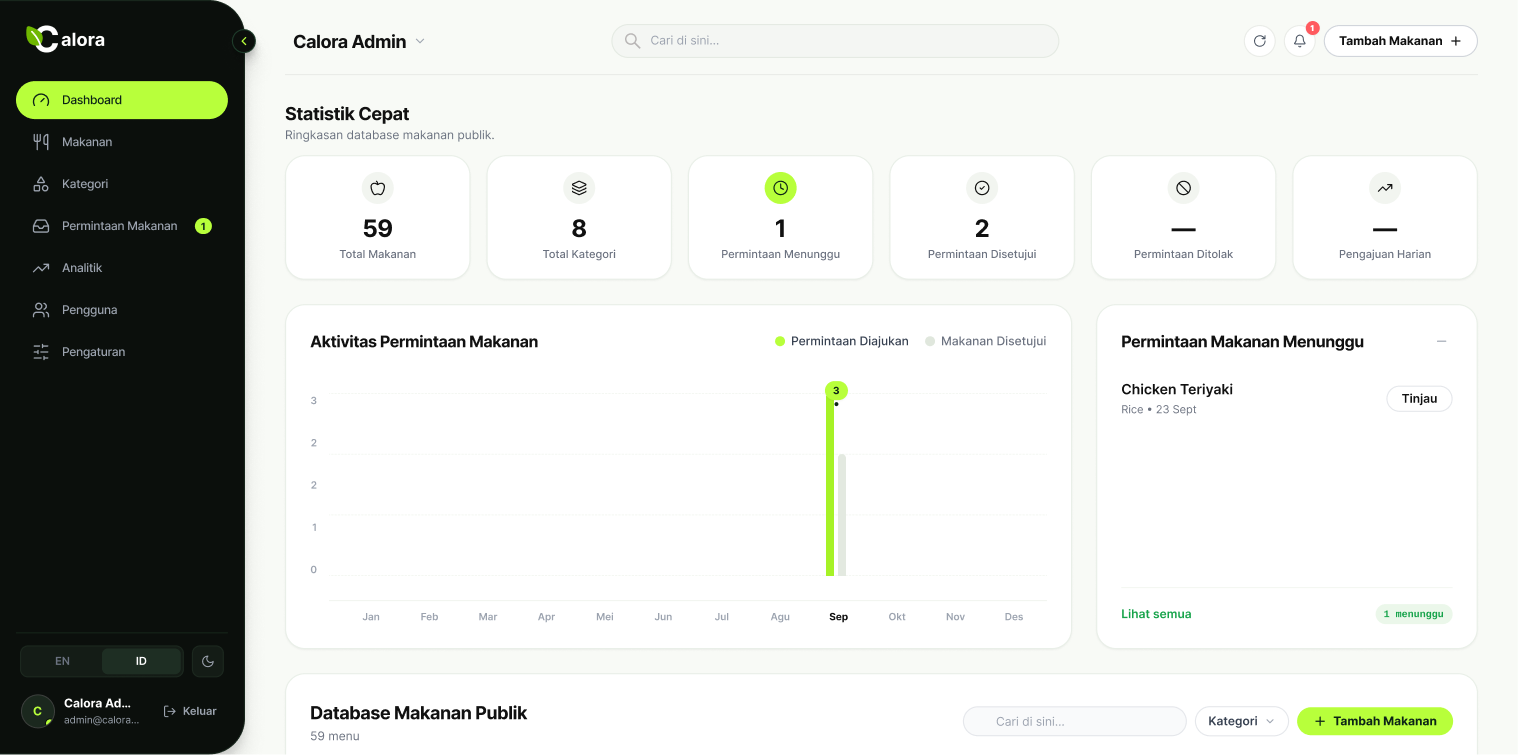 Calora
Dashboard
Makanan
Kategori
Permintaan Makanan 1
Analitik
Pengguna
Pengaturan
EN ID
C
Calora Ad...
admin@calora...
Keluar
Calora Admin
Cari di sini...
1
Tambah Makanan +
Statistik Cepat
Ringkasan database makanan publik.
59
Total Makanan
8
Total Kategori
1
Permintaan Menunggu
2
Permintaan Disetujui
—
Permintaan Ditolak
—
Pengajuan Harian
Aktivitas Permintaan Makanan
Permintaan Diajukan Makanan Disetujui
3
3
2
2
1
0
Jan Feb Mar Apr Mei Jun Jul Agu Sep Okt Nov Des
Permintaan Makanan Menunggu
Chicken Teriyaki
Rice • 23 Sept
Tinjau
Lihat semua
1 menunggu
Database Makanan Publik
59 menu
Cari di sini...
Kategori
+ Tambah Makanan